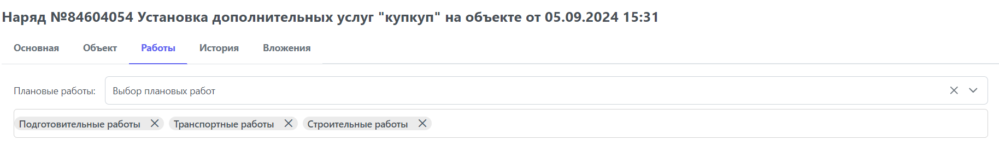 Наряд №84604054 Установка дополнительных услуг "купкуп" на объекте от 05.09.2024 15:31
Основная Объект Работы История Вложения
Плановые работы: Выбор плановых работ
Подготовительные работы Транспортные работы Строительные работы